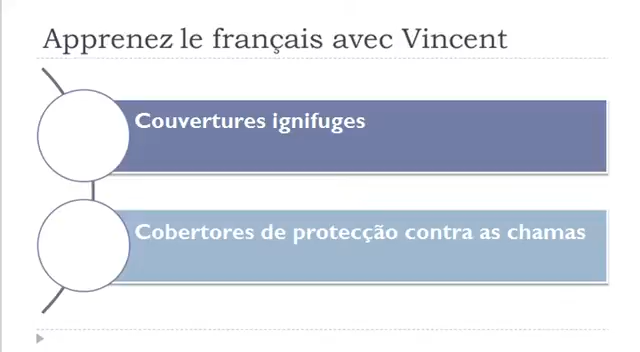 Apprenez le français avec Vincent
Couvertures ignifuges
Cobertores de protecção contra as chamas